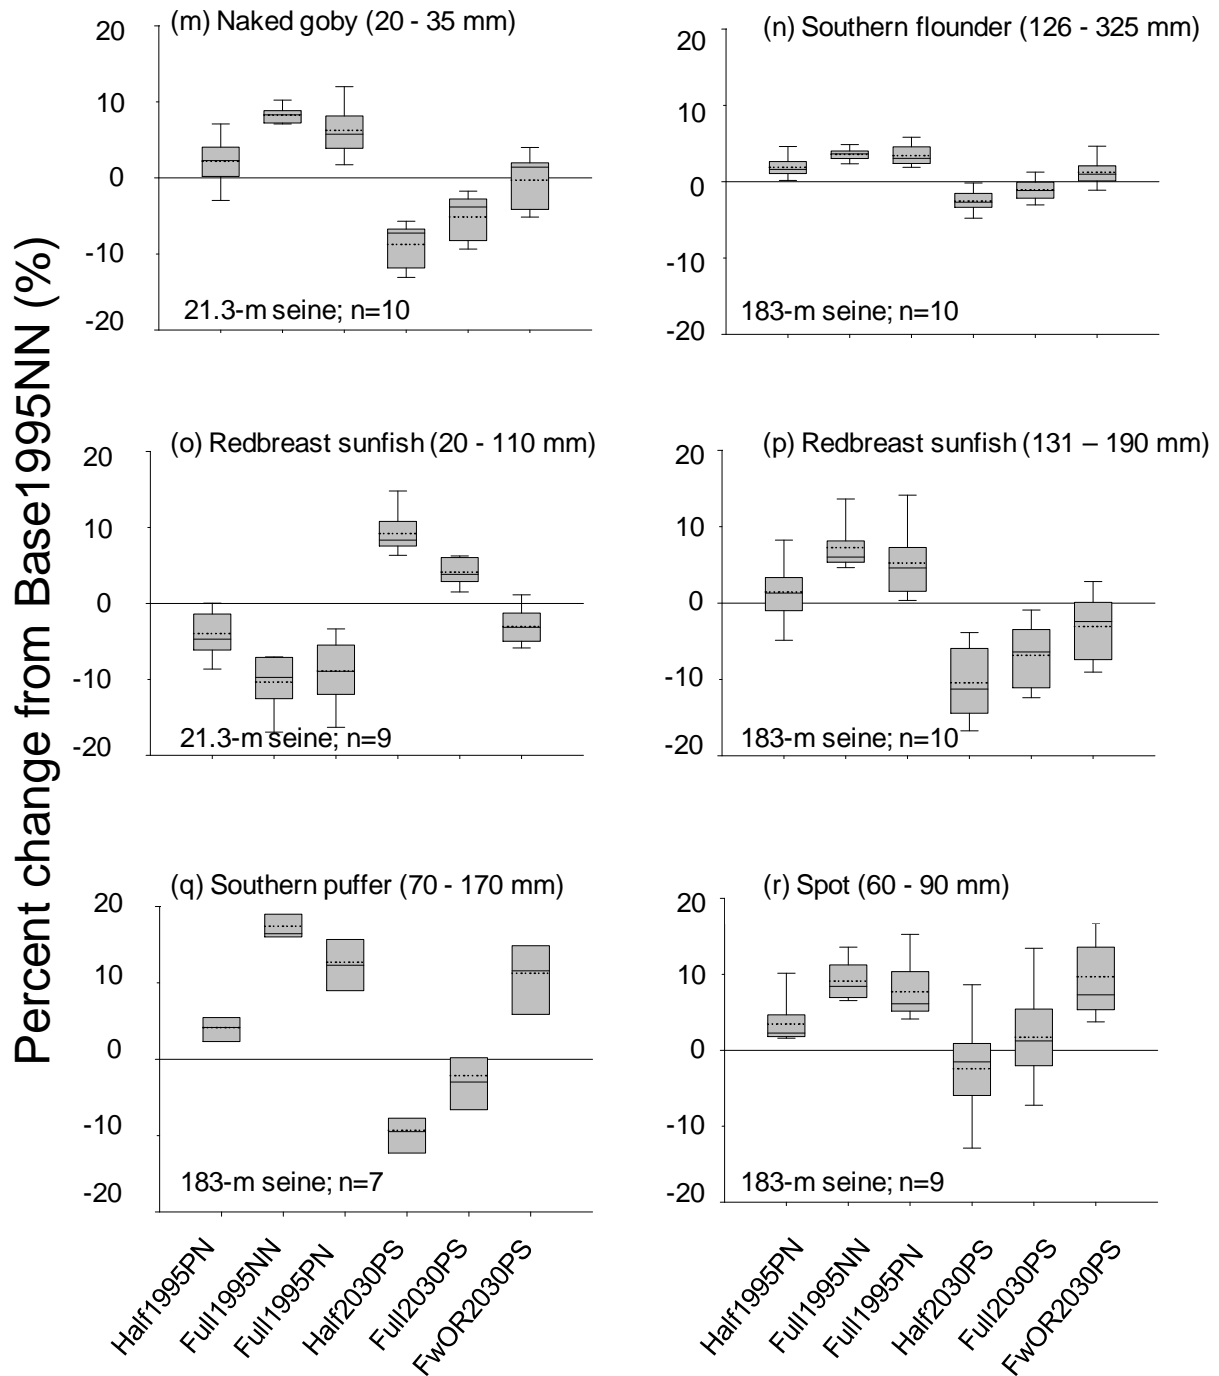 Percent change from Base1995NN (%)
(m) Naked goby (20 - 35 mm)
20
10
0
-10
-20
21.3-m seine; n=10
(n) Southern flounder (126 - 325 mm)
20
10
0
-10
-20
183-m seine; n=10
(o) Redbreast sunfish (20 - 110 mm)
20
10
0
-10
-20
21.3-m seine; n=9
(p) Redbreast sunfish (131 – 190 mm)
20
10
0
-10
-20
183-m seine; n=10
(q) Southern puffer (70 - 170 mm)
20
10
0
-10
-20
183-m seine; n=7
(r) Spot (60 - 90 mm)
20
10
0
-10
-20
183-m seine; n=9
Half1995PN
Full1995NN
Full1995PN
Half2030PS
Full2030PS
FwOR2030PS
Half1995PN
Full1995NN
Full1995PN
Half2030PS
Full2030PS
FwOR2030PS